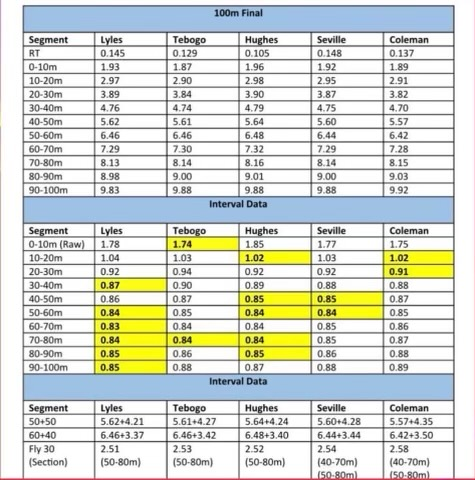 100m Final
Segment Lyles Tebogo Hughes Seville Coleman
RT 0.145 0.129 0.105 0.148 0.137
0-10m 1.93 1.87 1.96 1.92 1.89
10-20m 2.97 2.90 2.98 2.95 2.91
20-30m 3.89 3.84 3.90 3.87 3.82
30-40m 4.76 4.74 4.79 4.75 4.70
40-50m 5.62 5.61 5.64 5.60 5.57
50-60m 6.46 6.46 6.48 6.44 6.42
60-70m 7.29 7.30 7.32 7.29 7.28
70-80m 8.13 8.14 8.16 8.14 8.15
80-90m 8.98 9.00 9.01 9.00 9.03
90-100m 9.83 9.88 9.88 9.88 9.92
Interval Data
Segment Lyles Tebogo Hughes Seville Coleman
0-10m (Raw) 1.78 1.74 1.85 1.77 1.75
10-20m 1.04 1.03 1.02 1.03 1.02
20-30m 0.92 0.94 0.92 0.92 0.91
30-40m 0.87 0.90 0.89 0.88 0.88
40-50m 0.86 0.87 0.85 0.85 0.87
50-60m 0.84 0.85 0.84 0.84 0.85
60-70m 0.83 0.84 0.84 0.85 0.86
70-80m 0.84 0.84 0.84 0.85 0.87
80-90m 0.85 0.86 0.85 0.86 0.88
90-100m 0.85 0.88 0.87 0.88 0.89
Interval Data
Segment Lyles Tebogo Hughes Seville Coleman
50+50 5.62+4.21 5.61+4.27 5.64+4.24 5.60+4.28 5.57+4.35
60+40 6.46+3.37 6.46+3.42 6.48+3.40 6.44+3.44 6.42+3.50
Fly 30 2.51 2.53 2.52 2.54 2.58
(Section) (50-80m) (50-80m) (50-80m) (40-70m) (40-70m)
(50-80m) (50-80m)